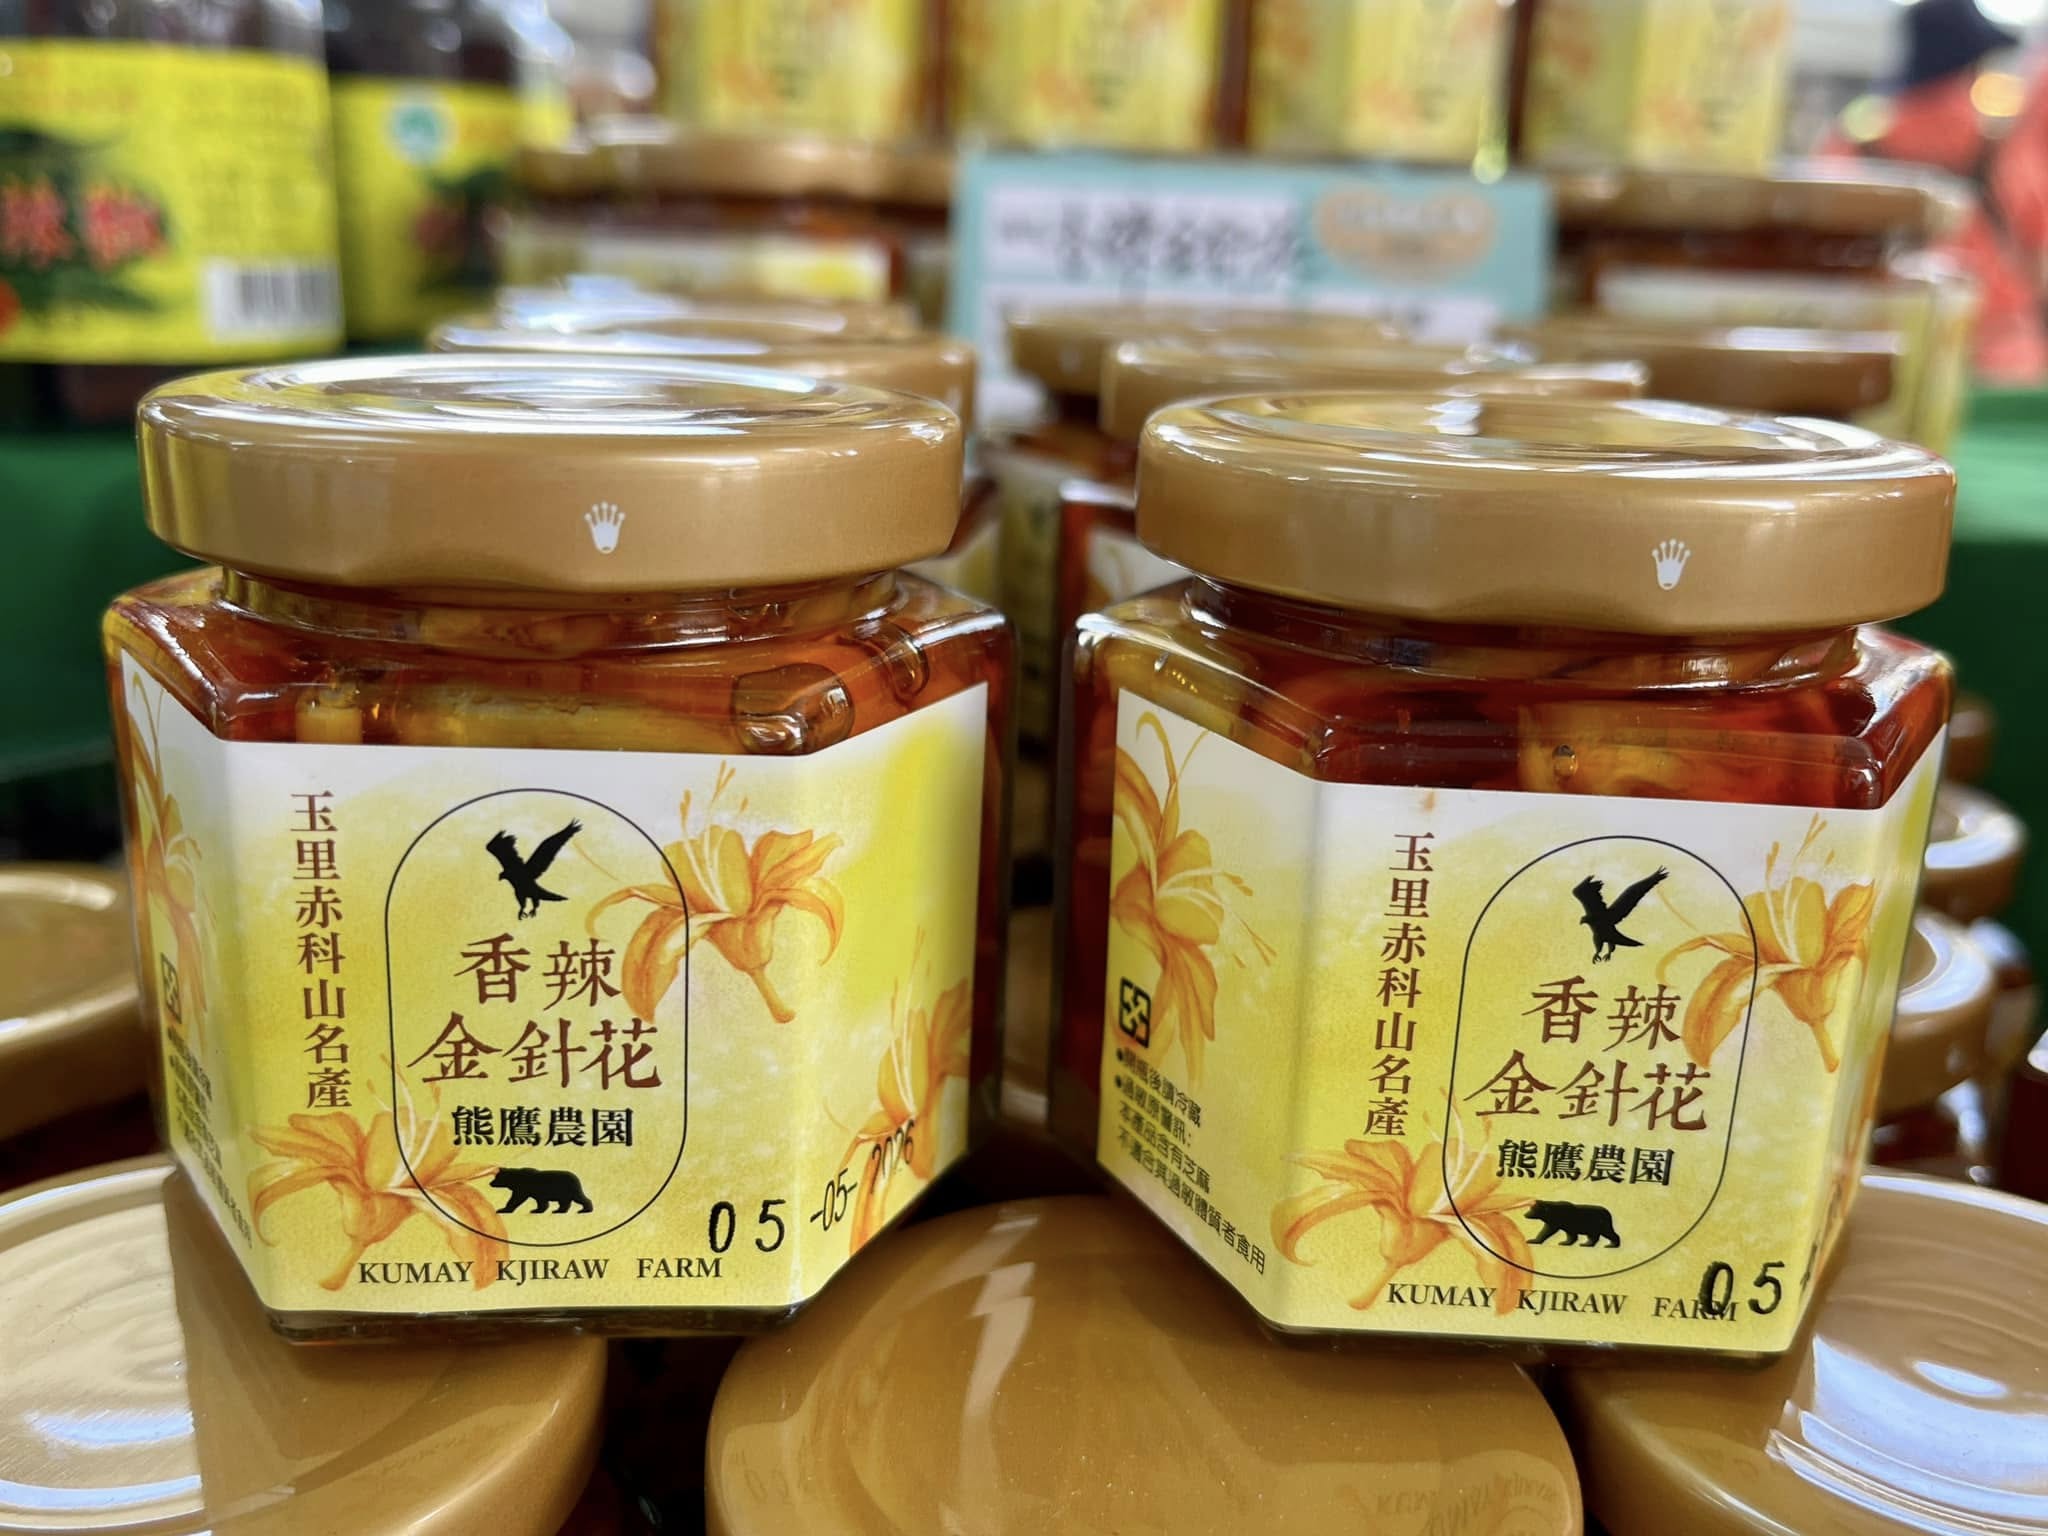 玉里赤科山名產
香辣
金針花
熊鷹農園
KUMAY KJIRAW FARM
05-05-2026
玉里赤科山名產
香辣
金針花
熊鷹農園
KUMAY KJIRAW FARM
05
●開瓶後請冷藏
●過敏原資訊:
本產品含有芝麻
不適合其過敏體質者食用